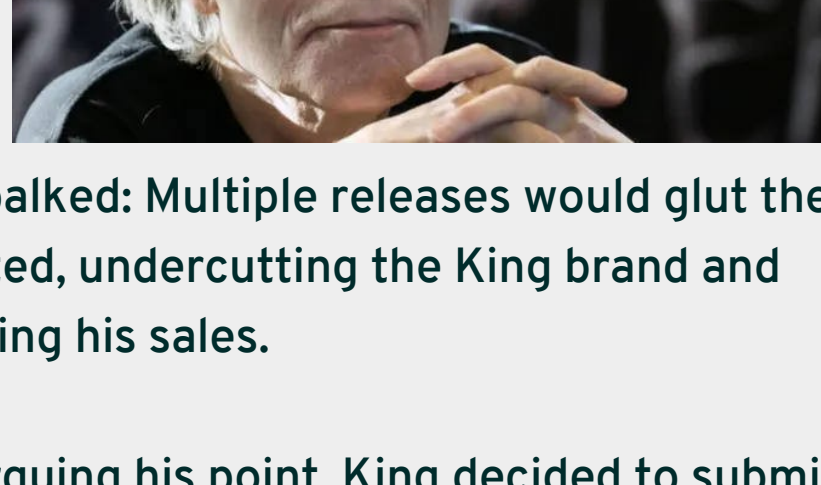 balked: Multiple releases would glut the
ted, undercutting the King brand and
ing his sales.
rguing his point, King decided to submi